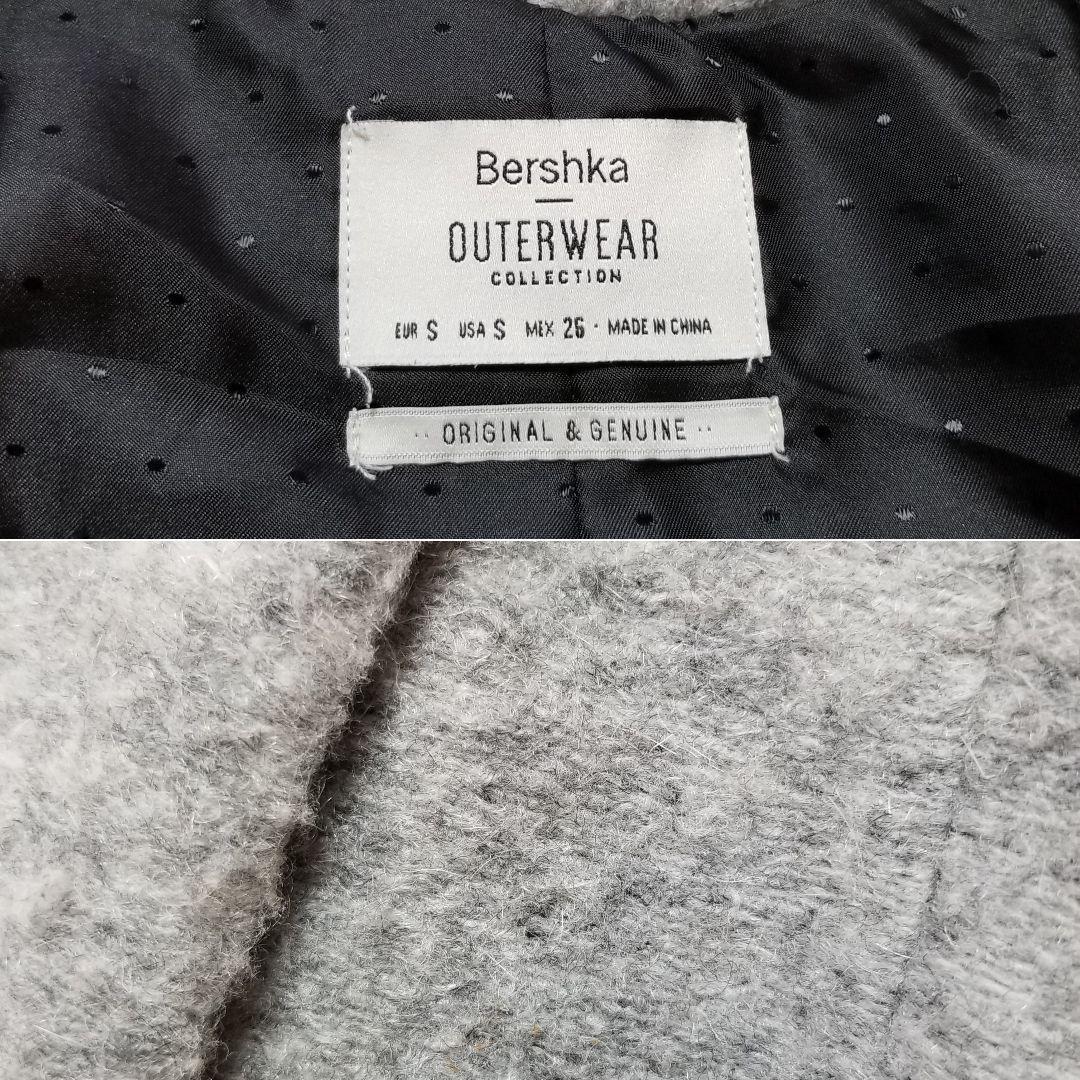 Bershka
OUTERWEAR
COLLECTION
EUR S USA S MEX 26 · MADE IN CHINA
·· ORIGINAL & GENUINE ··